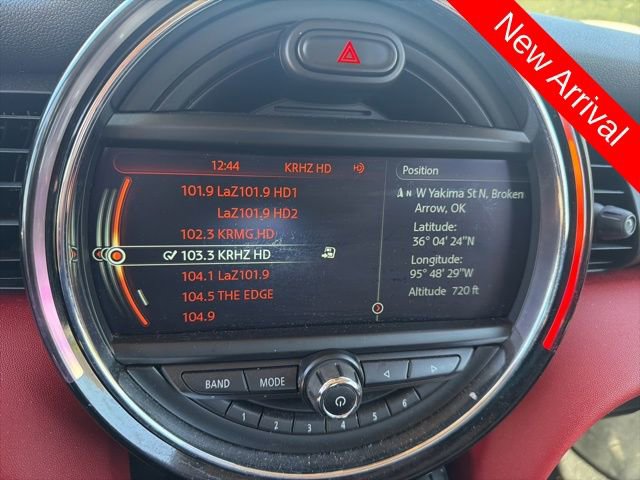 New Arrival
12:44 KRHZ HD
101.9 LaZ101.9 HD1
LaZ101.9 HD2
102.3 KRMG HD
103.3 KRHZ HD
104.1 LaZ101.9
104.5 THE EDGE
104.9
Position
N W Yakima St N, Broken
Arrow, OK
Latitude:
36° 04' 24"N
Longitude:
95° 48' 29"W
Altitude 720 ft
BAND MODE
1 2 3 4 5 6